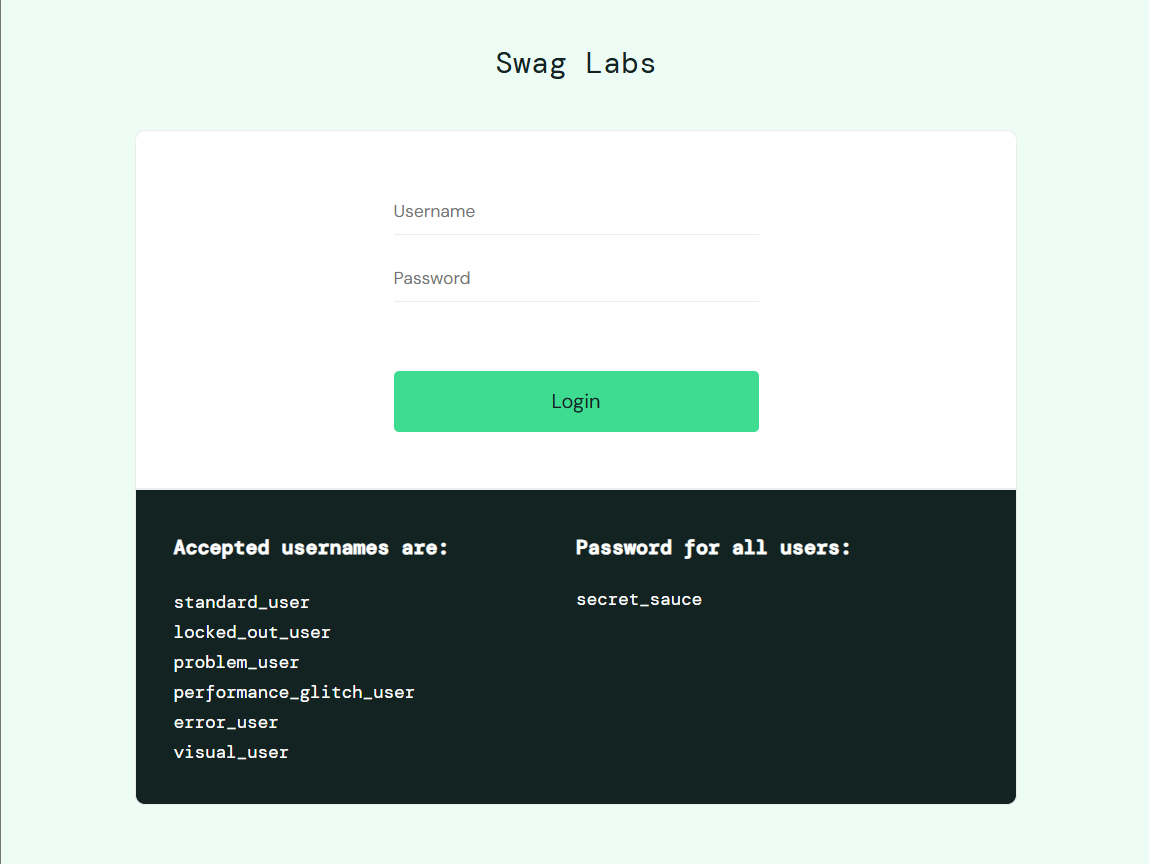 Swag Labs
Username
Password
Login
Accepted usernames are:
standard_user
locked_out_user
problem_user
performance_glitch_user
error_user
visual_user
Password for all users:
secret_sauce